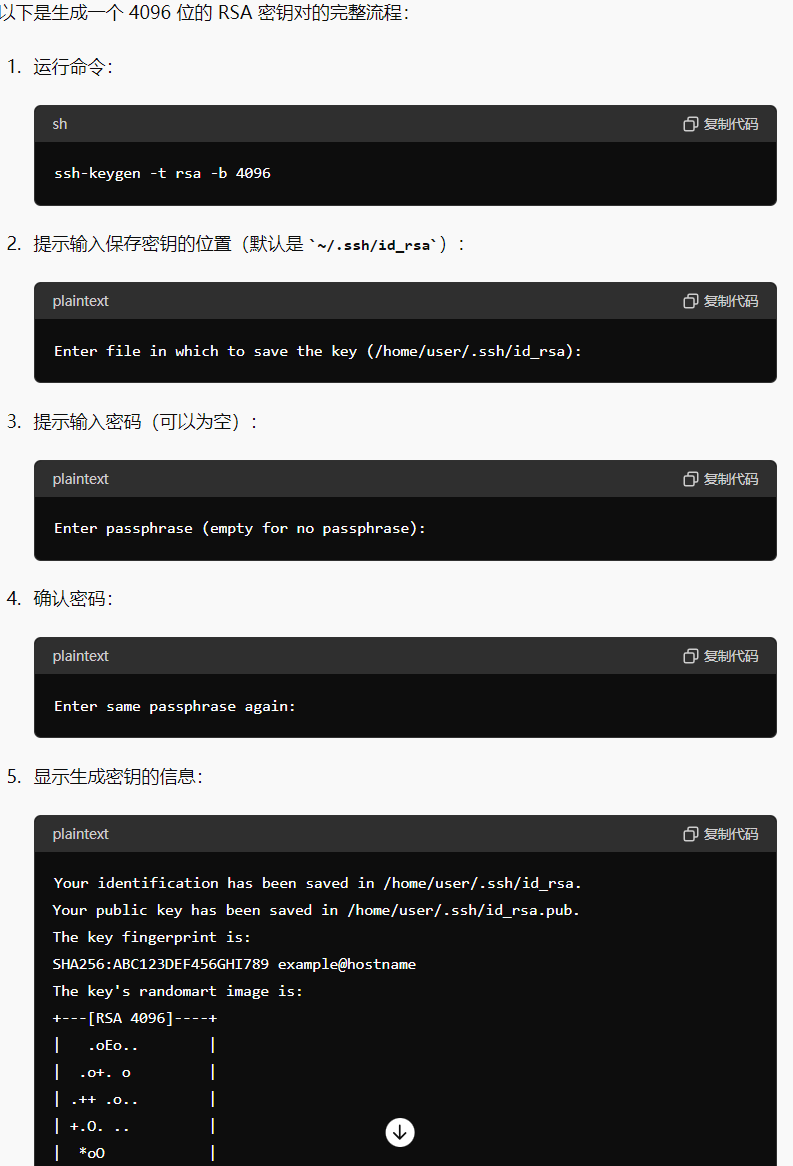 以下是生成一个 4096 位的 RSA 密钥对的完整流程：
1. 运行命令：
sh 复制代码
ssh-keygen -t rsa -b 4096
2. 提示输入保存密钥的位置（默认是 `~/.ssh/id_rsa`）：
plaintext 复制代码
Enter file in which to save the key (/home/user/.ssh/id_rsa):
3. 提示输入密码（可以为空）：
plaintext 复制代码
Enter passphrase (empty for no passphrase):
4. 确认密码：
plaintext 复制代码
Enter same passphrase again:
5. 显示生成密钥的信息：
plaintext 复制代码
Your identification has been saved in /home/user/.ssh/id_rsa.
Your public key has been saved in /home/user/.ssh/id_rsa.pub.
The key fingerprint is:
SHA256:ABC123DEF456GHI789 example@hostname
The key's randomart image is:
+---[RSA 4096]----+
|   .oEo..        |
|  .o+. o         |
| .++ .o..        |
| +.O. ..         |
|  *oO            |